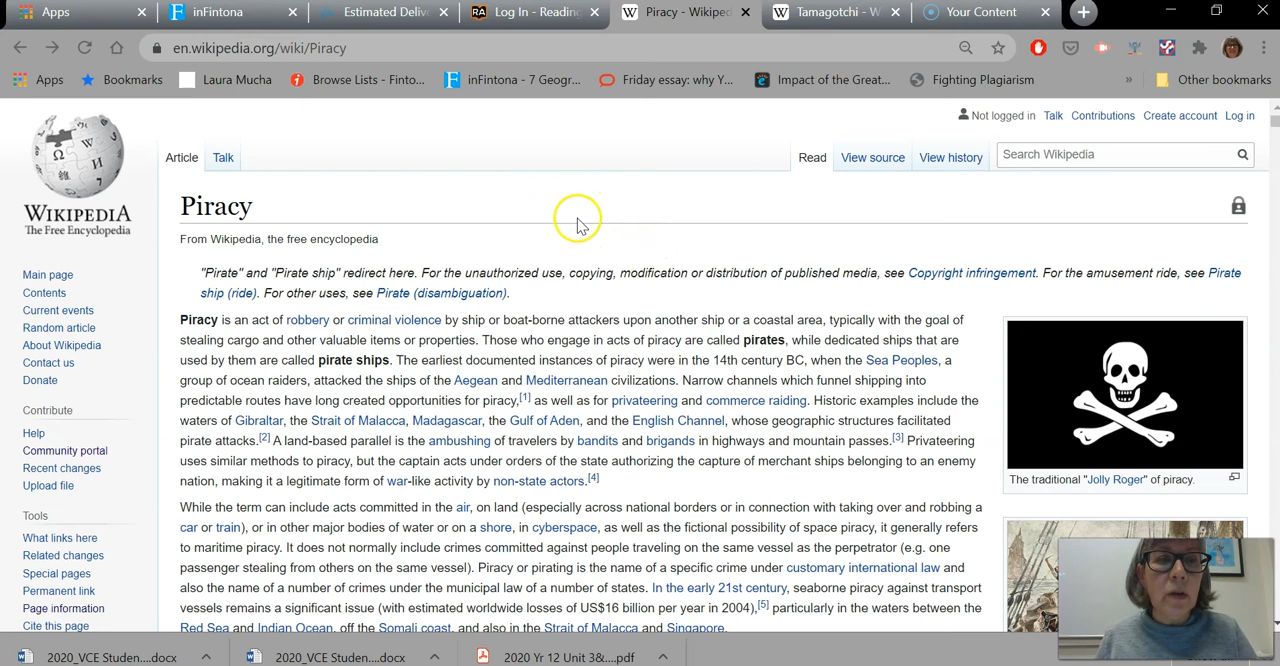 Apps
inFintona
Estimated Delive
Log In - Reading
Piracy - Wikiped
Tamagotchi - W
Your Content
en.wikipedia.org/wiki/Piracy
Apps
Bookmarks
Laura Mucha
Browse Lists - Finto...
inFintona - 7 Geogr...
Friday essay: why Y...
Impact of the Great...
Fighting Plagiarism
»
Other bookmarks
Not logged in Talk Contributions Create account Log in
Article Talk
Read View source View history
Search Wikipedia
WIKIPEDIA
The Free Encyclopedia
Main page
Contents
Current events
Random article
About Wikipedia
Contact us
Donate
Contribute
Help
Community portal
Recent changes
Upload file
Tools
What links here
Related changes
Special pages
Permanent link
Page information
Cite this page
Piracy
From Wikipedia, the free encyclopedia
"Pirate" and "Pirate ship" redirect here. For the unauthorized use, copying, modification or distribution of published media, see Copyright infringement. For the amusement ride, see Pirate
ship (ride). For other uses, see Pirate (disambiguation).
Piracy is an act of robbery or criminal violence by ship or boat-borne attackers upon another ship or a coastal area, typically with the goal of
stealing cargo and other valuable items or properties. Those who engage in acts of piracy are called pirates, while dedicated ships that are
used by them are called pirate ships. The earliest documented instances of piracy were in the 14th century BC, when the Sea Peoples, a
group of ocean raiders, attacked the ships of the Aegean and Mediterranean civilizations. Narrow channels which funnel shipping into
predictable routes have long created opportunities for piracy,[1] as well as for privateering and commerce raiding. Historic examples include the
waters of Gibraltar, the Strait of Malacca, Madagascar, the Gulf of Aden, and the English Channel, whose geographic structures facilitated
pirate attacks.[2] A land-based parallel is the ambushing of travelers by bandits and brigands in highways and mountain passes.[3] Privateering
uses similar methods to piracy, but the captain acts under orders of the state authorizing the capture of merchant ships belonging to an enemy
nation, making it a legitimate form of war-like activity by non-state actors.[4]
While the term can include acts committed in the air, on land (especially across national borders or in connection with taking over and robbing a
car or train), or in other major bodies of water or on a shore, in cyberspace, as well as the fictional possibility of space piracy, it generally refers
to maritime piracy. It does not normally include crimes committed against people traveling on the same vessel as the perpetrator (e.g. one
passenger stealing from others on the same vessel). Piracy or pirating is the name of a specific crime under customary international law and
also the name of a number of crimes under the municipal law of a number of states. In the early 21st century, seaborne piracy against transport
vessels remains a significant issue (with estimated worldwide losses of US$16 billion per year in 2004),[5] particularly in the waters between the
Red Sea and Indian Ocean, off the Somali coast, and also in the Strait of Malacca and Singapore.
The traditional "Jolly Roger" of piracy.
2020_VCE Studen....docx
2020_VCE Studen....docx
2020 Yr 12 Unit 3&....pdf